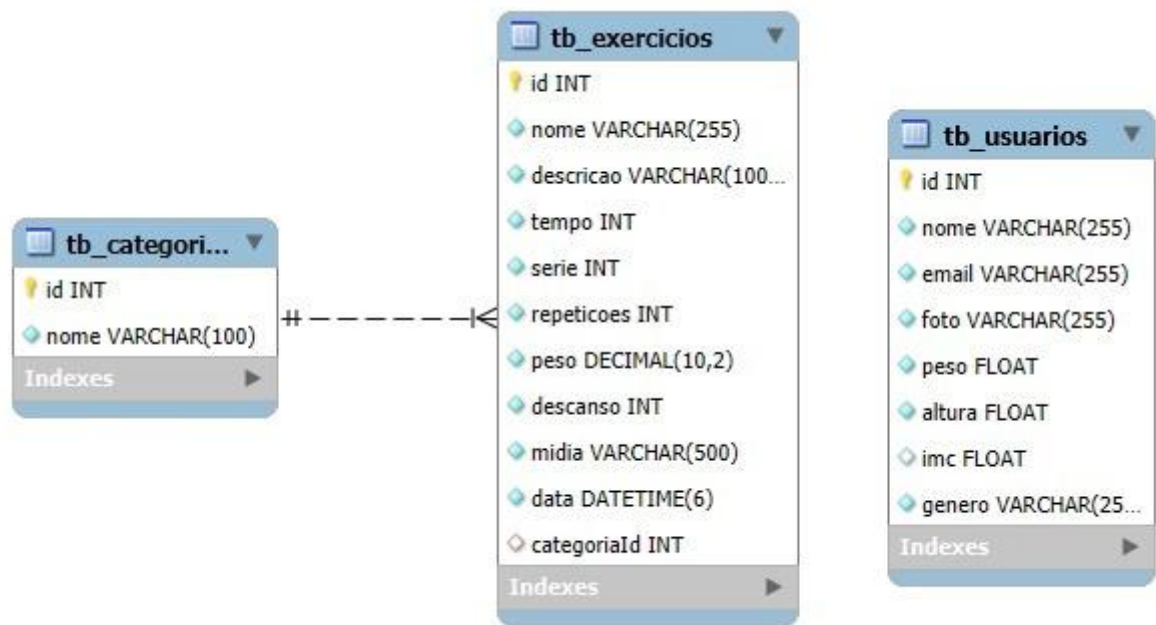 tb_categori...
id INT
nome VARCHAR(100)
Indexes
tb_exercicios
id INT
nome VARCHAR(255)
descricao VARCHAR(100...
tempo INT
serie INT
repeticoes INT
peso DECIMAL(10,2)
descanso INT
midia VARCHAR(500)
data DATETIME(6)
categoriaId INT
Indexes
tb_usuarios
id INT
nome VARCHAR(255)
email VARCHAR(255)
foto VARCHAR(255)
peso FLOAT
altura FLOAT
imc FLOAT
genero VARCHAR(25...
Indexes